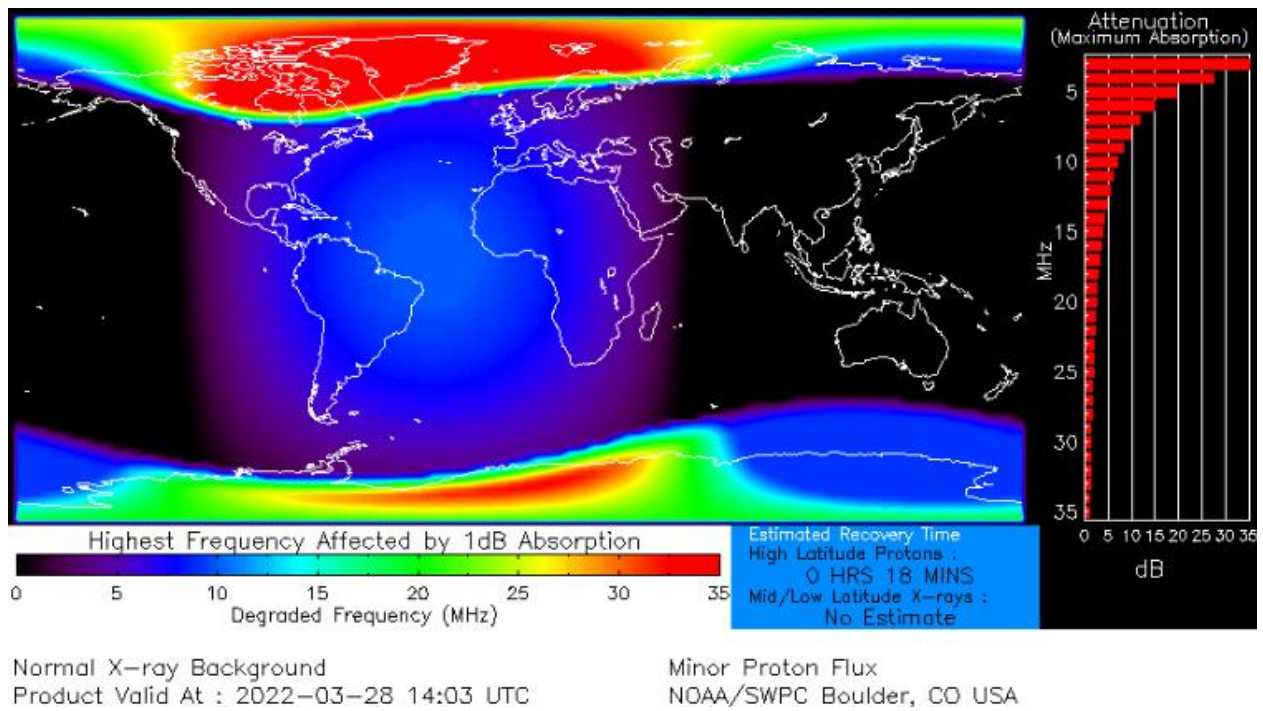 Attenuation
(Maximum Absorption)
5
10
15
20
25
30
35
MHz
0 5 10 15 20 25 30 35
dB
Highest Frequency Affected by 1dB Absorption
0 5 10 15 20 25 30 35
Degraded Frequency (MHz)
Estimated Recovery Time
High Latitude Protons :
0 HRS 18 MINS
Mid/Low Latitude X-rays :
No Estimate
Normal X-ray Background
Product Valid At : 2022-03-28 14:03 UTC
Minor Proton Flux
NOAA/SWPC Boulder, CO USA